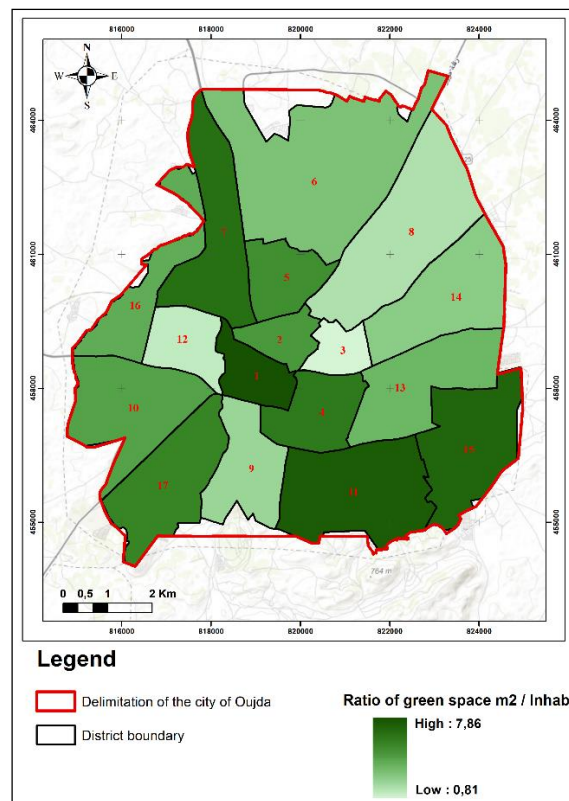 816000 818000 820000 822000 824000
N
W E
S
464000 464000
6
8
461000 461000
5
14
16
2
12
3
1
458000 458000
13
10
9
17
11
455000 455000
764 m
0 0,5 1 2 Km
816000 818000 820000 822000 824000
Legend
Delimitation of the city of Oujda
District boundary
Ratio of green space m2 / Inhab
High : 7,86
Low : 0,81